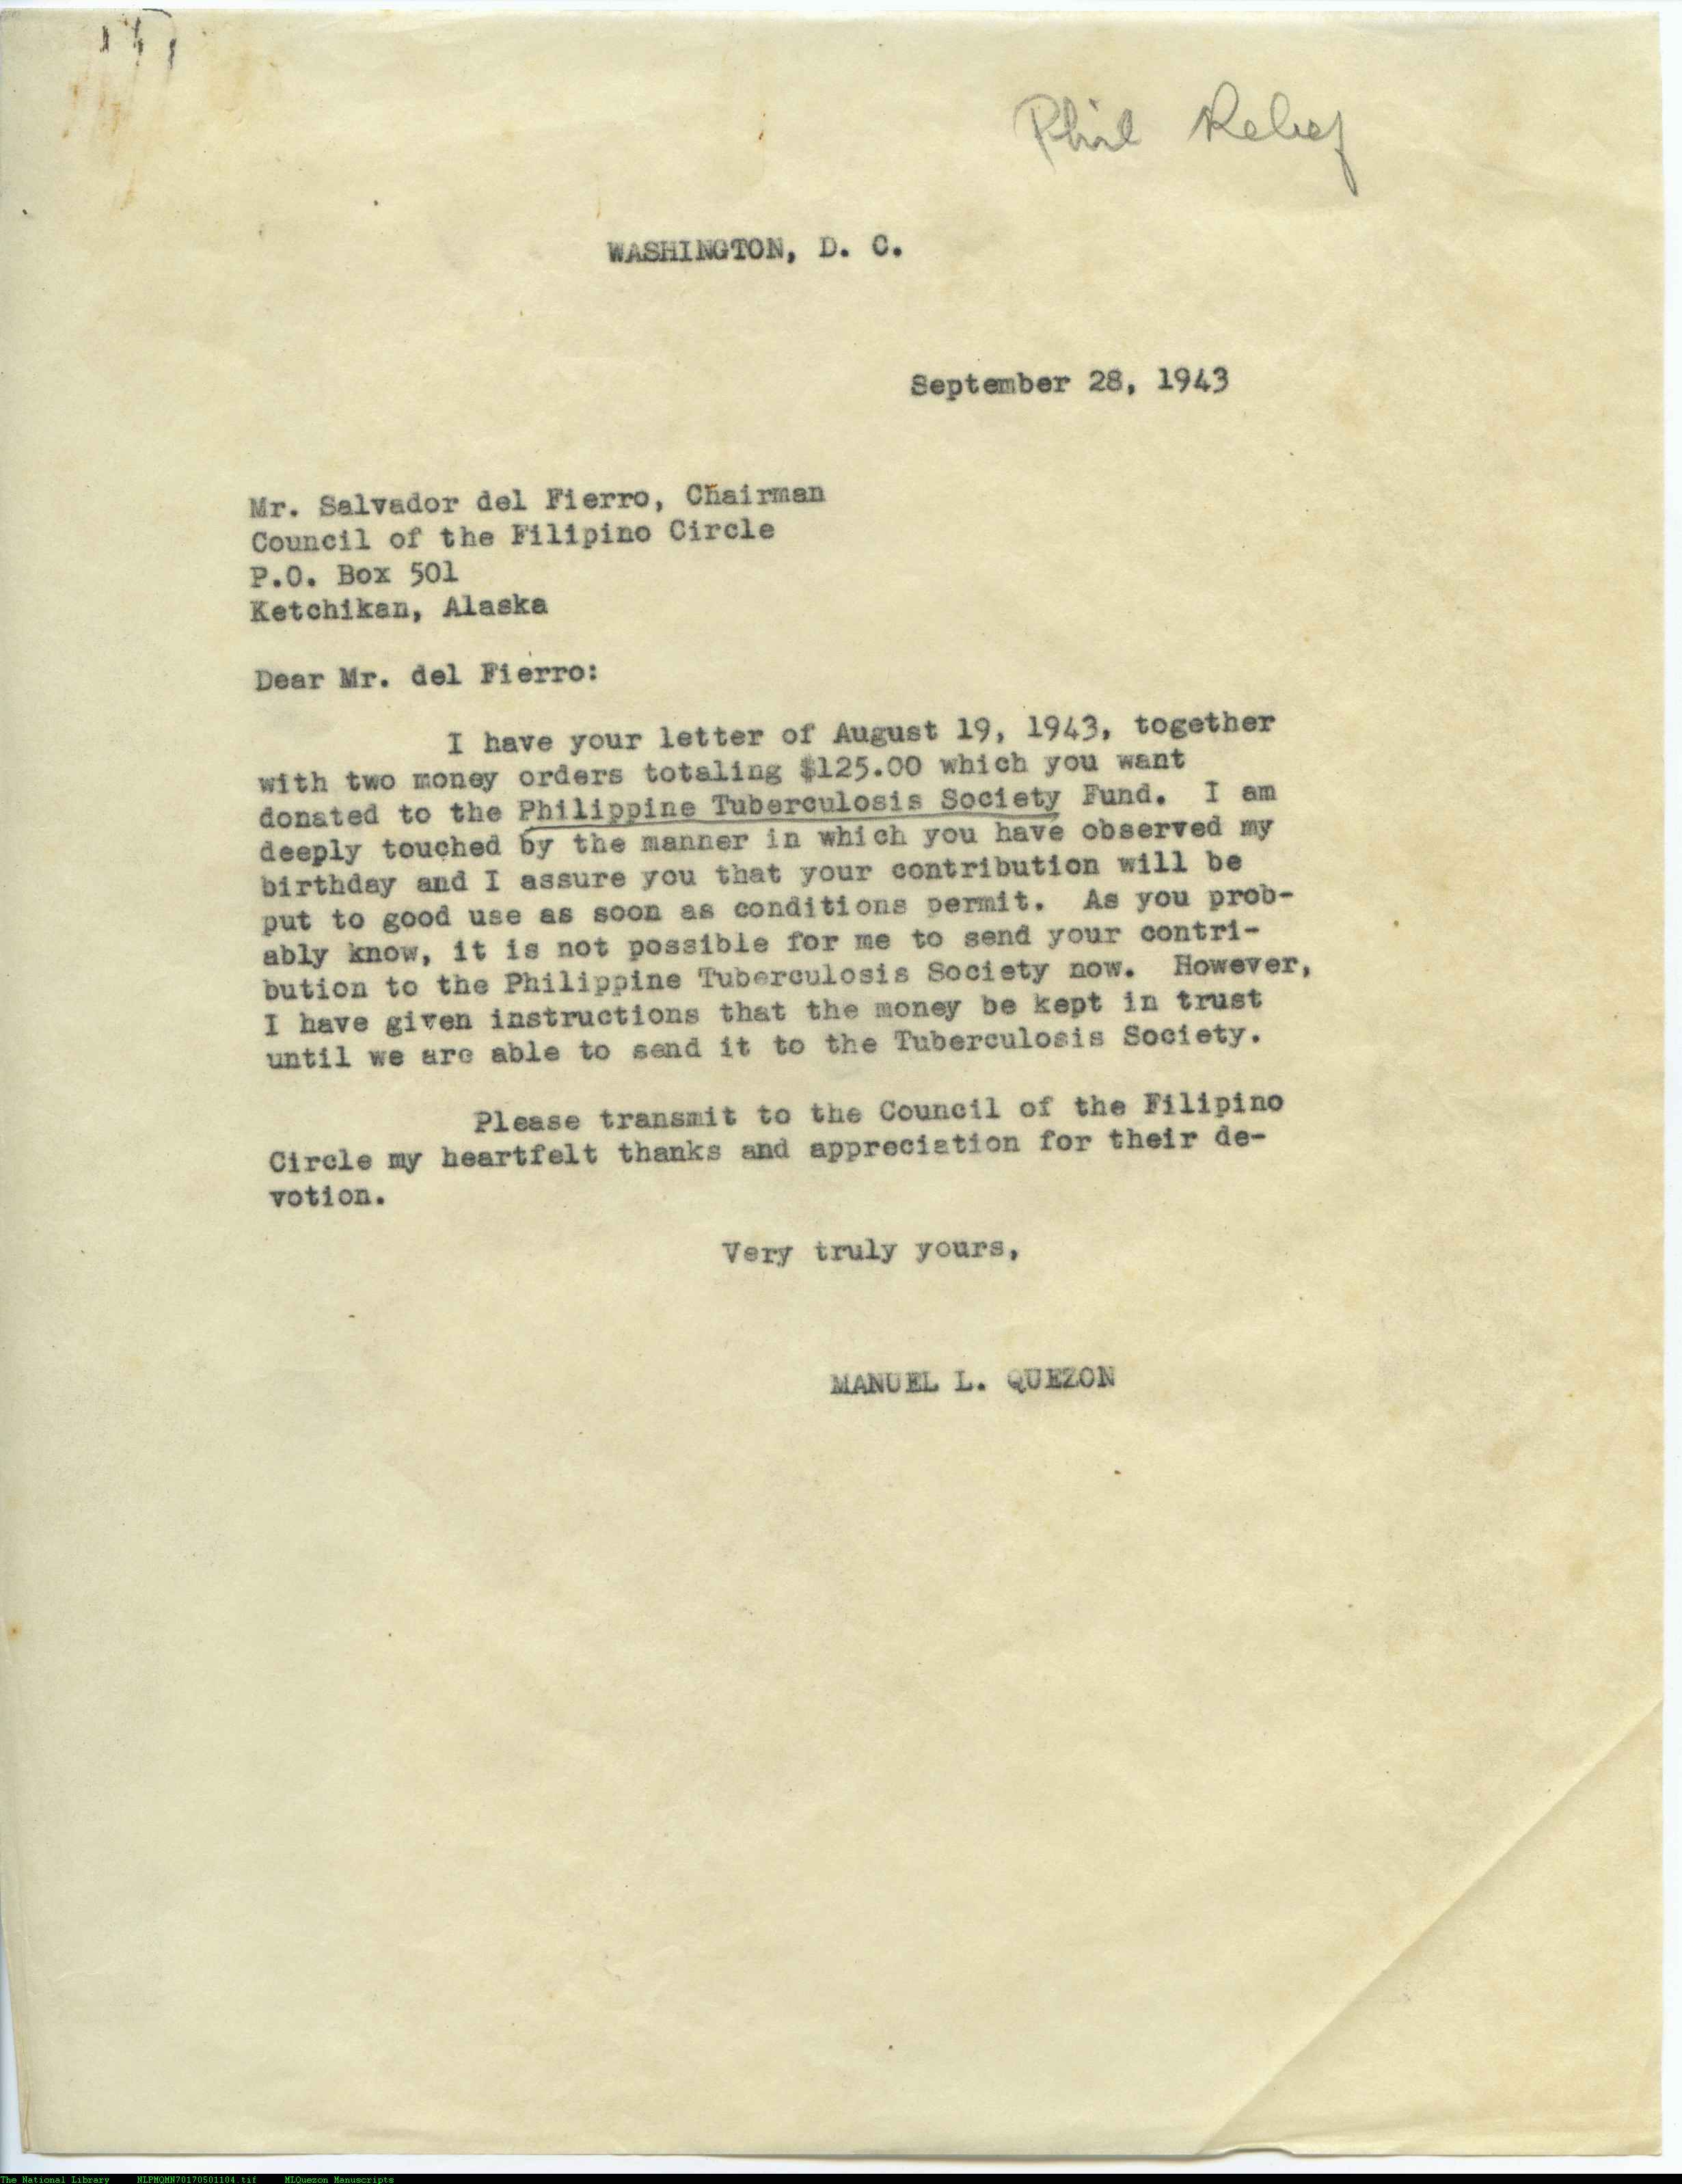 Phil Relief
WASHINGTON, D. C.
September 28, 1943
Mr. Salvador del Fierro, Chairman
Council of the Filipino Circle
P.O. Box 501
Ketchikan, Alaska
Dear Mr. del Fierro:
I have your letter of August 19, 1943, together
with two money orders totaling $125.00 which you want
donated to the Philippine Tuberculosis Society Fund. I am
deeply touched by the manner in which you have observed my
birthday and I assure you that your contribution will be
put to good use as soon as conditions permit. As you prob-
ably know, it is not possible for me to send your contri-
bution to the Philippine Tuberculosis Society now. However,
I have given instructions that the money be kept in trust
until we are able to send it to the Tuberculosis Society.
Please transmit to the Council of the Filipino
Circle my heartfelt thanks and appreciation for their de-
votion.
Very truly yours,
MANUEL L. QUEZON
The National Library NLPMQMN70170501104.tif MLQuezon Manuscripts